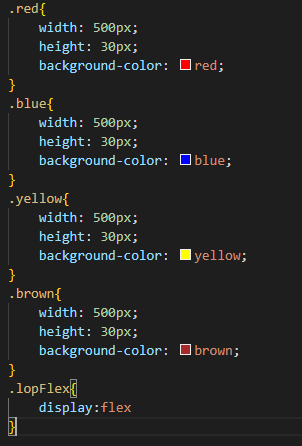 .red{
    width: 500px;
    height: 30px;
    background-color: red;
}
.blue{
    width: 500px;
    height: 30px;
    background-color: blue;
}
.yellow{
    width: 500px;
    height: 30px;
    background-color: yellow;
}
.brown{
    width: 500px;
    height: 30px;
    background-color: brown;
}
.lopFlex{
    display:flex
}